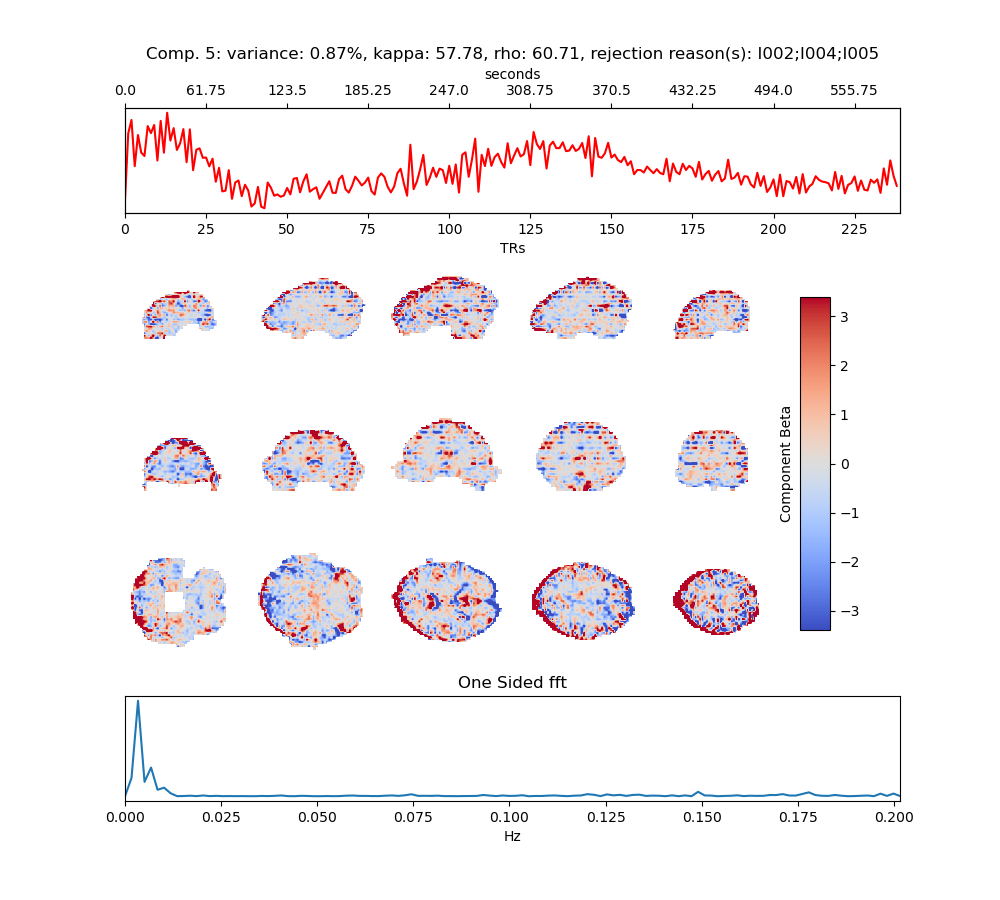 Comp. 5: variance: 0.87%, kappa: 57.78, rho: 60.71, rejection reason(s): I002;I004;I005
seconds
0.0 61.75 123.5 185.25 247.0 308.75 370.5 432.25 494.0 555.75
0 25 50 75 100 125 150 175 200 225
TRs
3
2
1
0
−1
−2
−3
Component Beta
One Sided fft
0.000 0.025 0.050 0.075 0.100 0.125 0.150 0.175 0.200
Hz